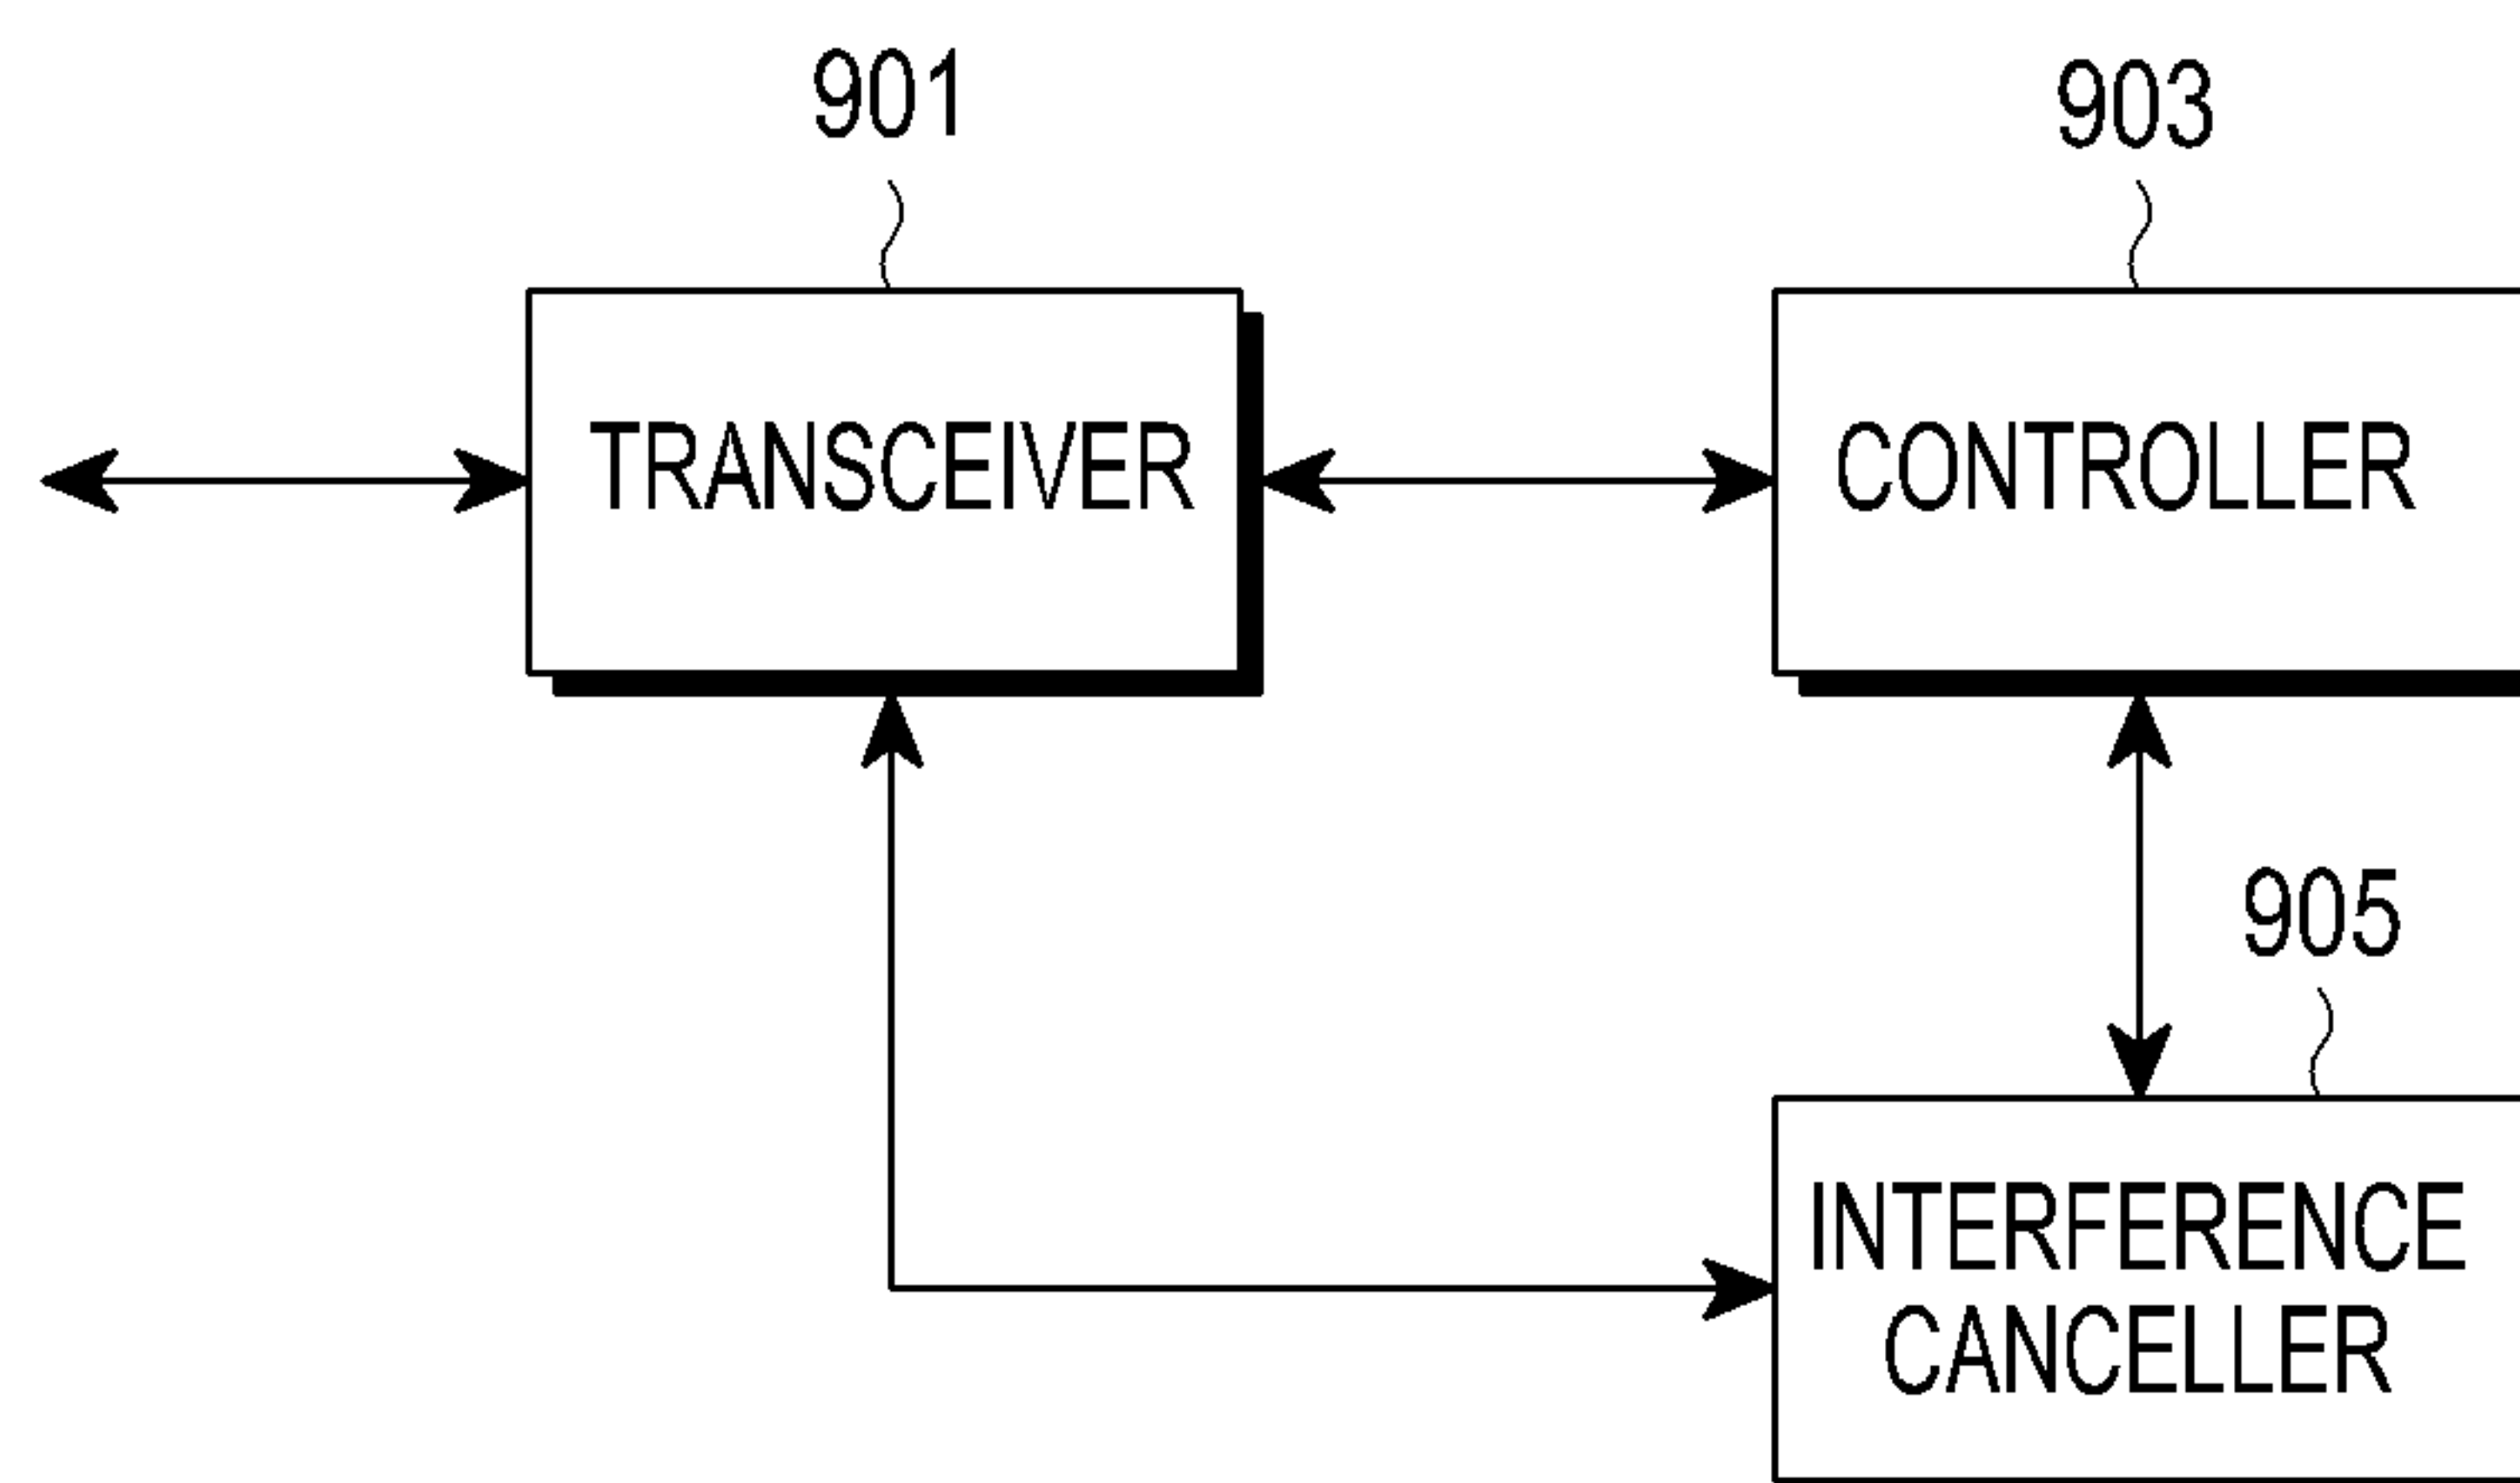 901
903
TRANSCEIVER
CONTROLLER
905
INTERFERENCE
CANCELLER